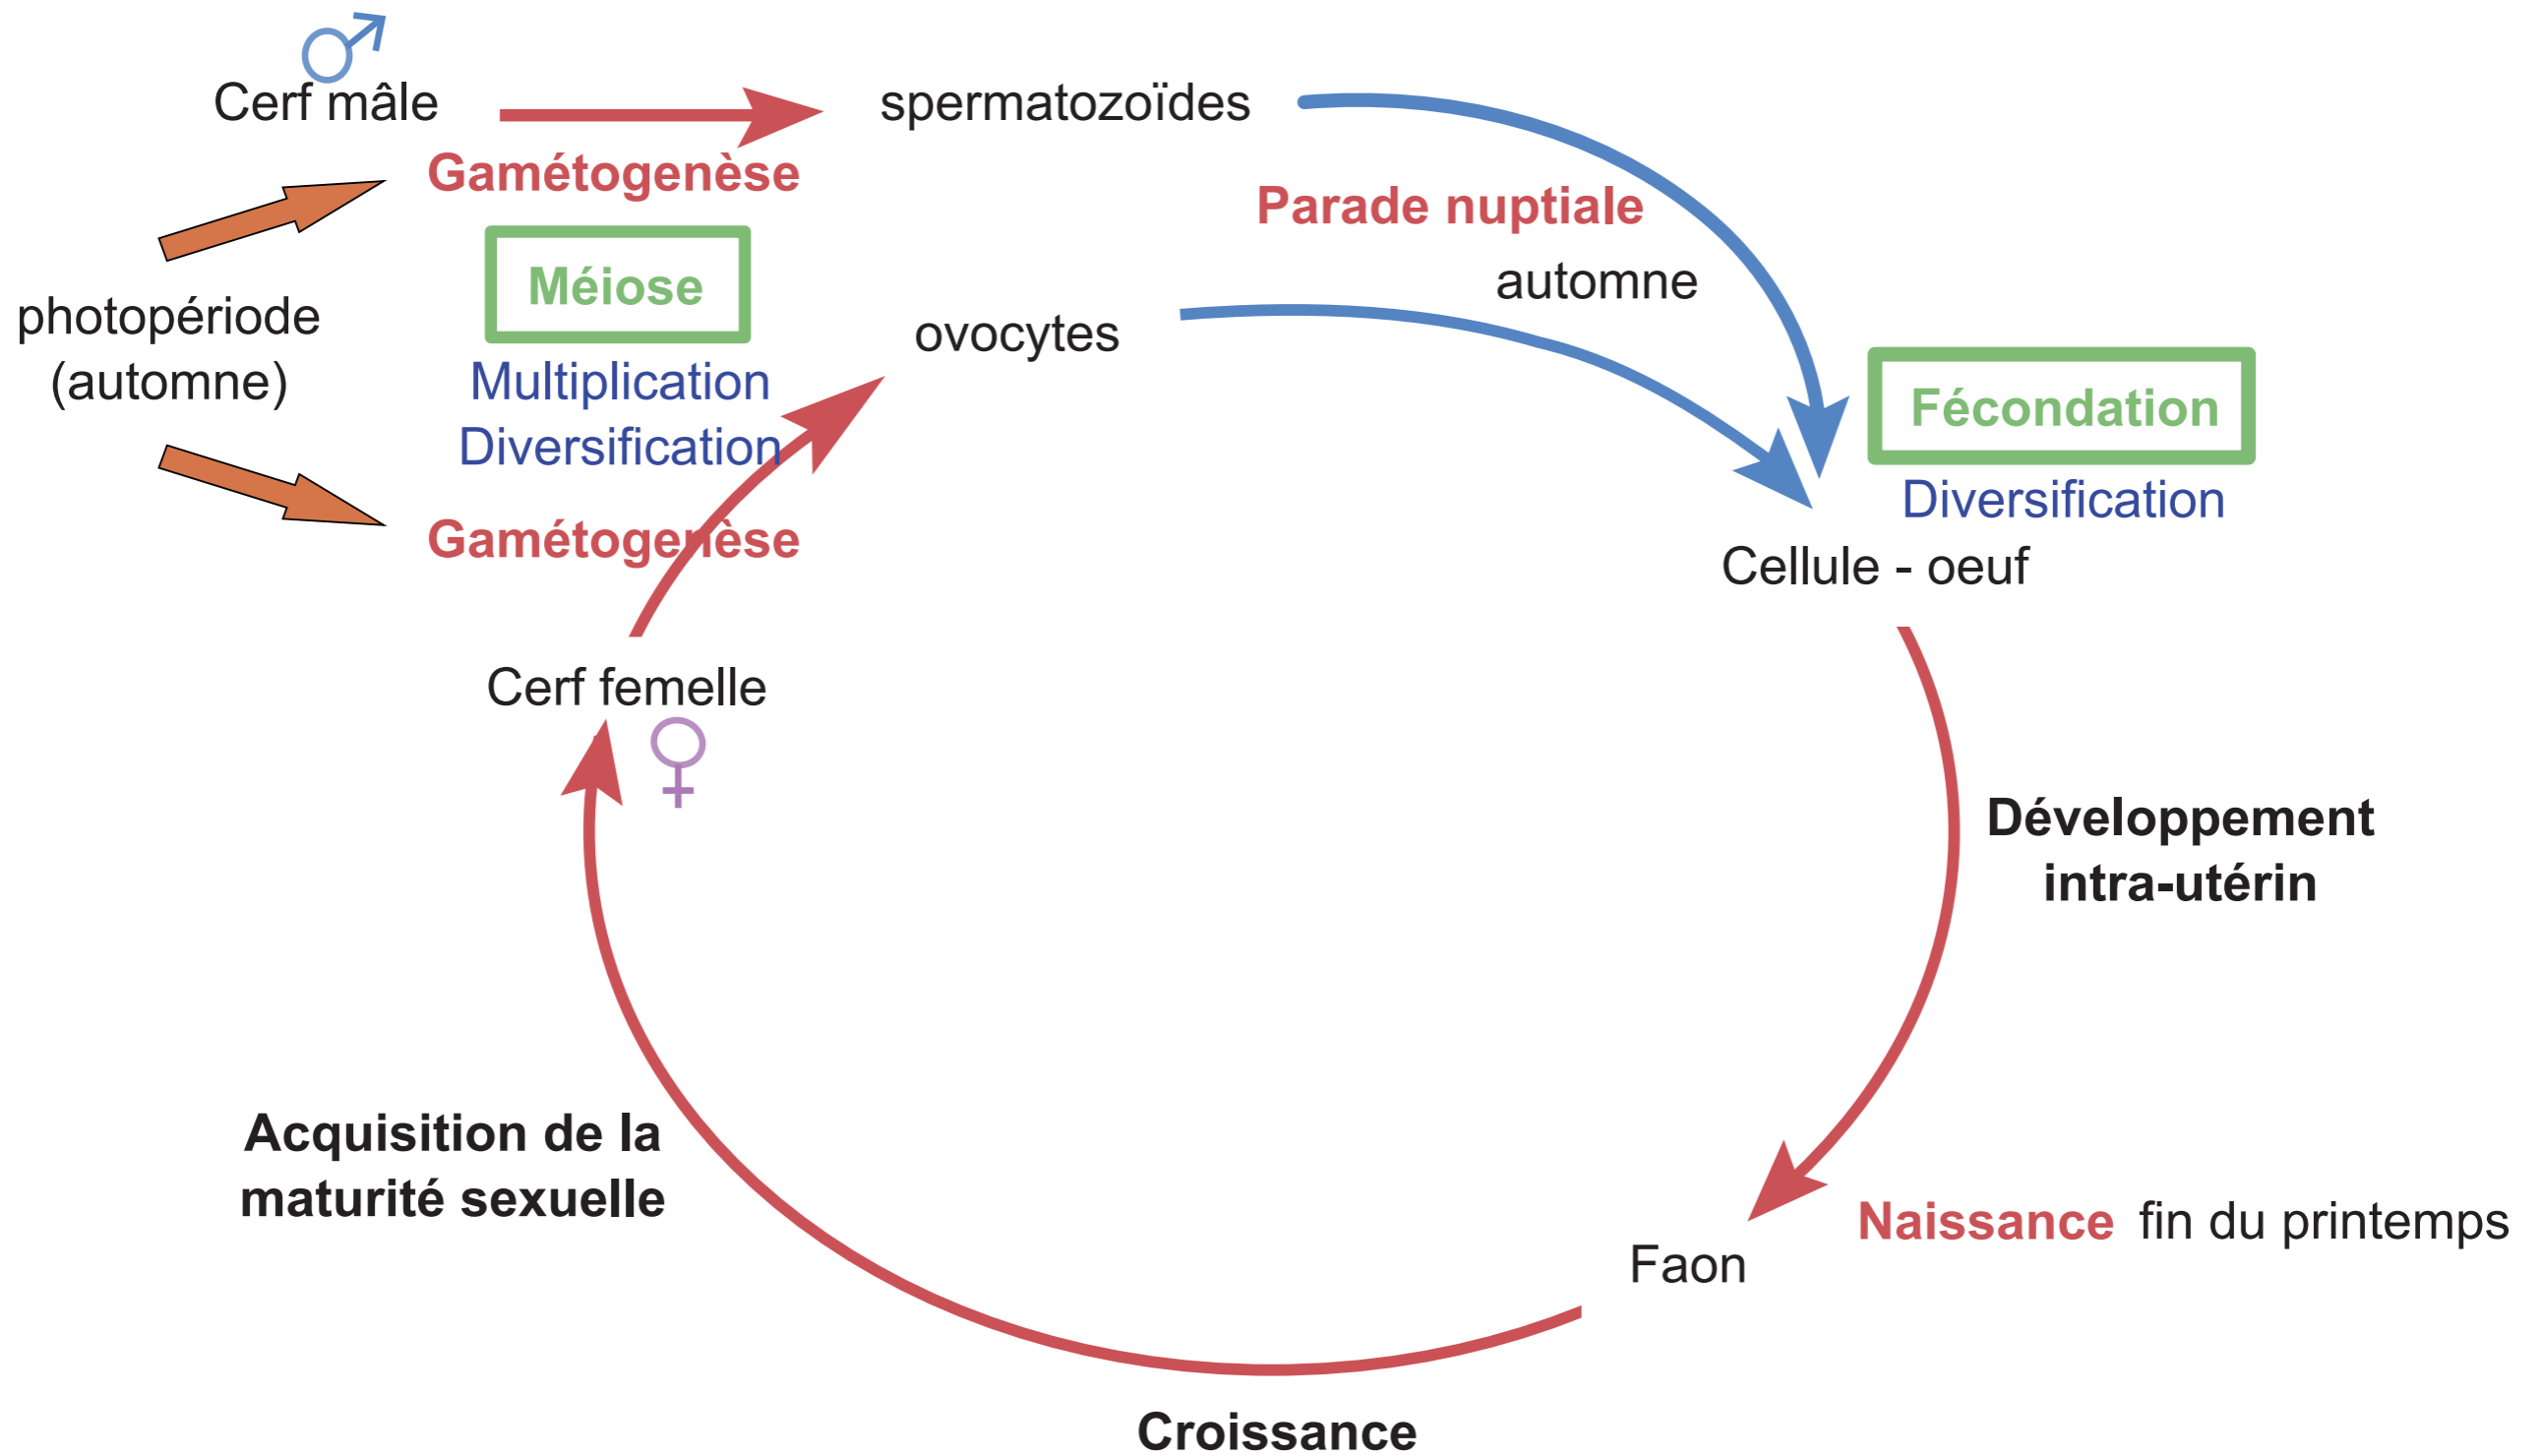 Cerf mâle
spermatozoïdes
Gamétogenèse
Parade nuptiale
automne
Méiose
photopériode
(automne)
ovocytes
Multiplication
Diversification
Fécondation
Diversification
Gamétogenèse
Cellule - oeuf
Cerf femelle
Développement
intra-utérin
Acquisition de la
maturité sexuelle
Naissance fin du printemps
Faon
Croissance